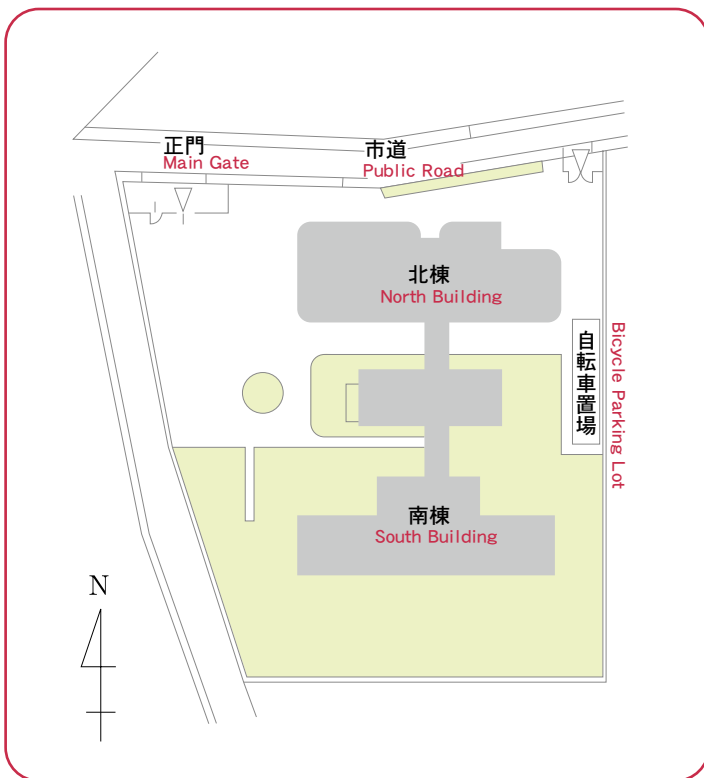 正門
Main Gate
市道
Public Road
北棟
North Building
自転車置場
Bicycle Parking Lot
南棟
South Building
N